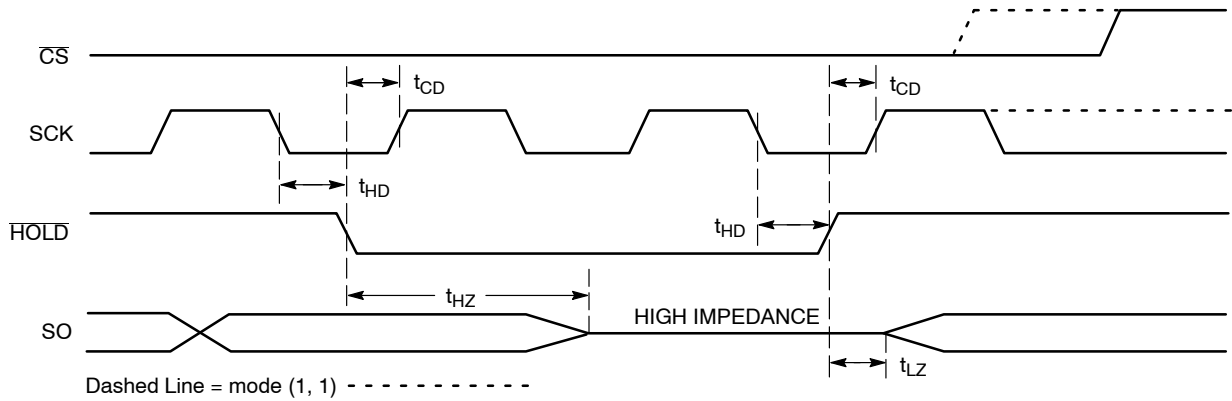 CS
tCD
tCD
SCK
tHD
HOLD
tHD
tHZ
HIGH IMPEDANCE
SO
tLZ
Dashed Line = mode (1, 1)